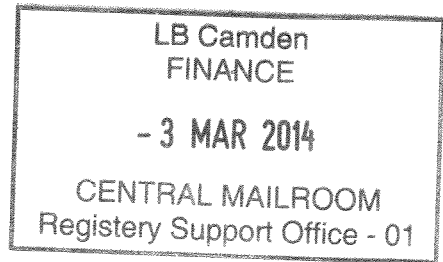 LB Camden
FINANCE
- 3 MAR 2014
CENTRAL MAILROOM
Registery Support Office - 01